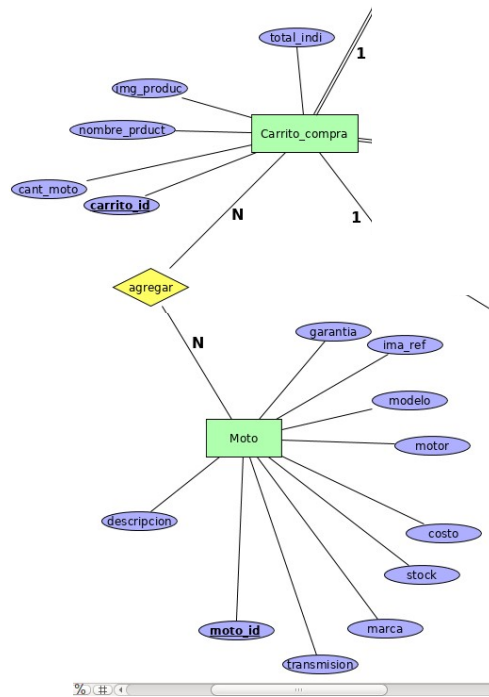 total_indi
1
img_produc
nombre_prduct
Carrito_compra
cant_moto
carrito_id
N
1
agregar
N
garantia
ima_ref
modelo
Moto
motor
descripcion
costo
stock
moto_id
marca
transmision
% #